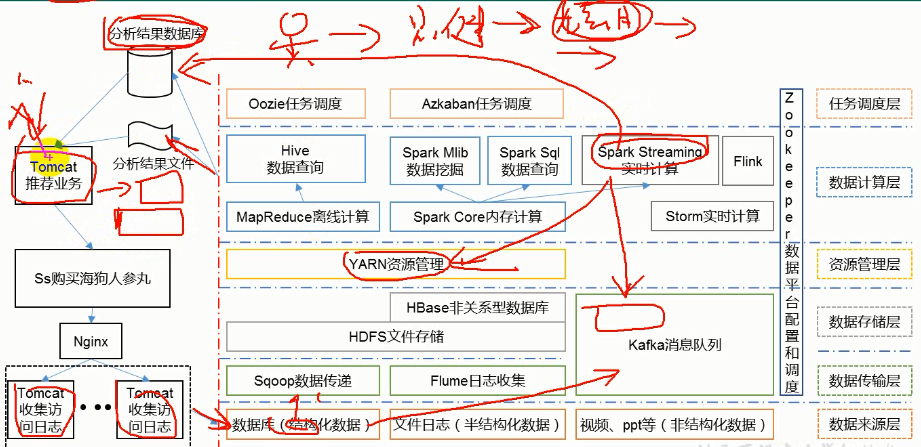 分析结果数据库
分析结果文件
Tomcat
推荐业务
Ss购买海狗人参丸
Nginx
Tomcat
收集访
问日志
Tomcat
收集访
问日志
Oozie任务调度
Azkaban任务调度
任务调度层
Hive
数据查询
Spark Mlib
数据挖掘
Spark Sql
数据查询
Spark Streaming
实时计算
Flink
数据计算层
MapReduce离线计算
Spark Core内存计算
Storm实时计算
YARN资源管理
资源管理层
HBase非关系型数据库
HDFS文件存储
Kafka消息队列
数据存储层
Sqoop数据传递
Flume日志收集
数据传输层
数据库（结构化数据）
文件日志（半结构化数据）
视频、ppt等（非结构化数据）
数据来源层
Zookeeper数据平台配置和调度